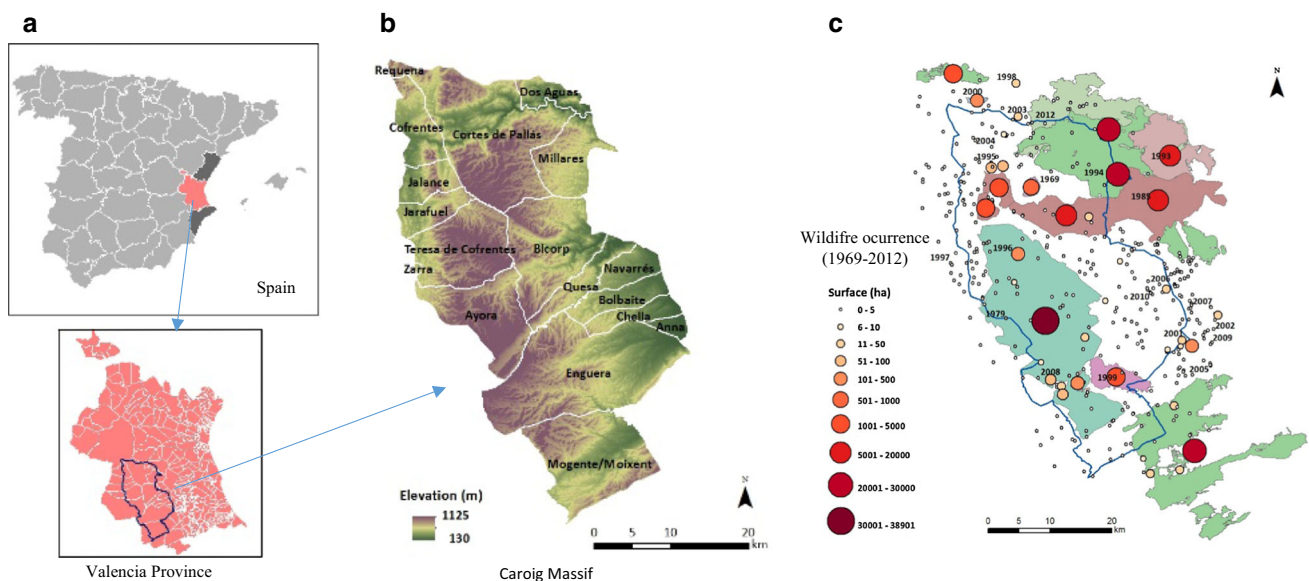 a
Spain
Valencia Province
b
Requena
Dos Aguas
Cofrentes
Cortes de Pallás
Millares
Jalance
Jarafuel
Teresa de Cofrentes
Bicorp
Zarra
Navarrés
Quesa
Bolbaite
Ayora
Chella
Anna
Enguera
Mogente/Moixent
Elevation (m)
1125
130
N
0 5 10 20
km
Caroig Massif
c
N
1998
2000
2003
2012
2004
1995
1993
1969
1994
1985
1996
1997
2006
2010
2007
1979
2002
2001
2009
2008
1999
2005
Wildifre ocurrence
(1969-2012)
Surface (ha)
0 - 5
6 - 10
11 - 50
51 - 100
101 - 500
501 - 1000
1001 - 5000
5001 - 20000
20001 - 30000
30001 - 38901
0 5 10 20
km